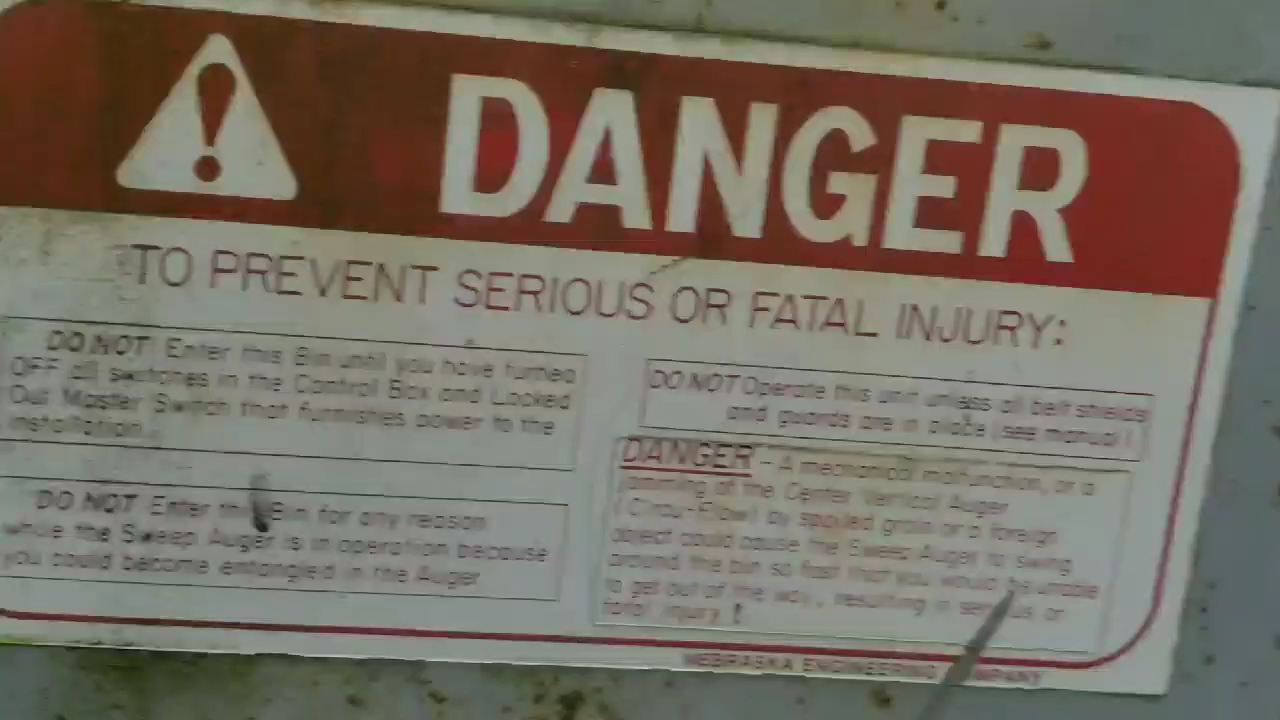 DANGER
TO PREVENT SERIOUS OR FATAL INJURY:
DO NOT Enter this Bin until you have turned
OFF all switches in the Control Box and Locked
Out Master Switch that furnishes power to the
installation.
DO NOT Enter this Bin for any reason
while the Sweep Auger is in operation because
you could become entangled in the Auger
DO NOT Operate this unit unless all belt shields
and guards are in place (see manual).
DANGER - A mechanical malfunction, or a
jamming of the Center Vertical Auger
(Circu-Flow) by spoiled grain or a foreign
object could cause the Sweep Auger to swing
around the bin so fast that you would be unable
to get out of the way, resulting in serious or
fatal injury!
NEBRASKA ENGINEERING COMPANY